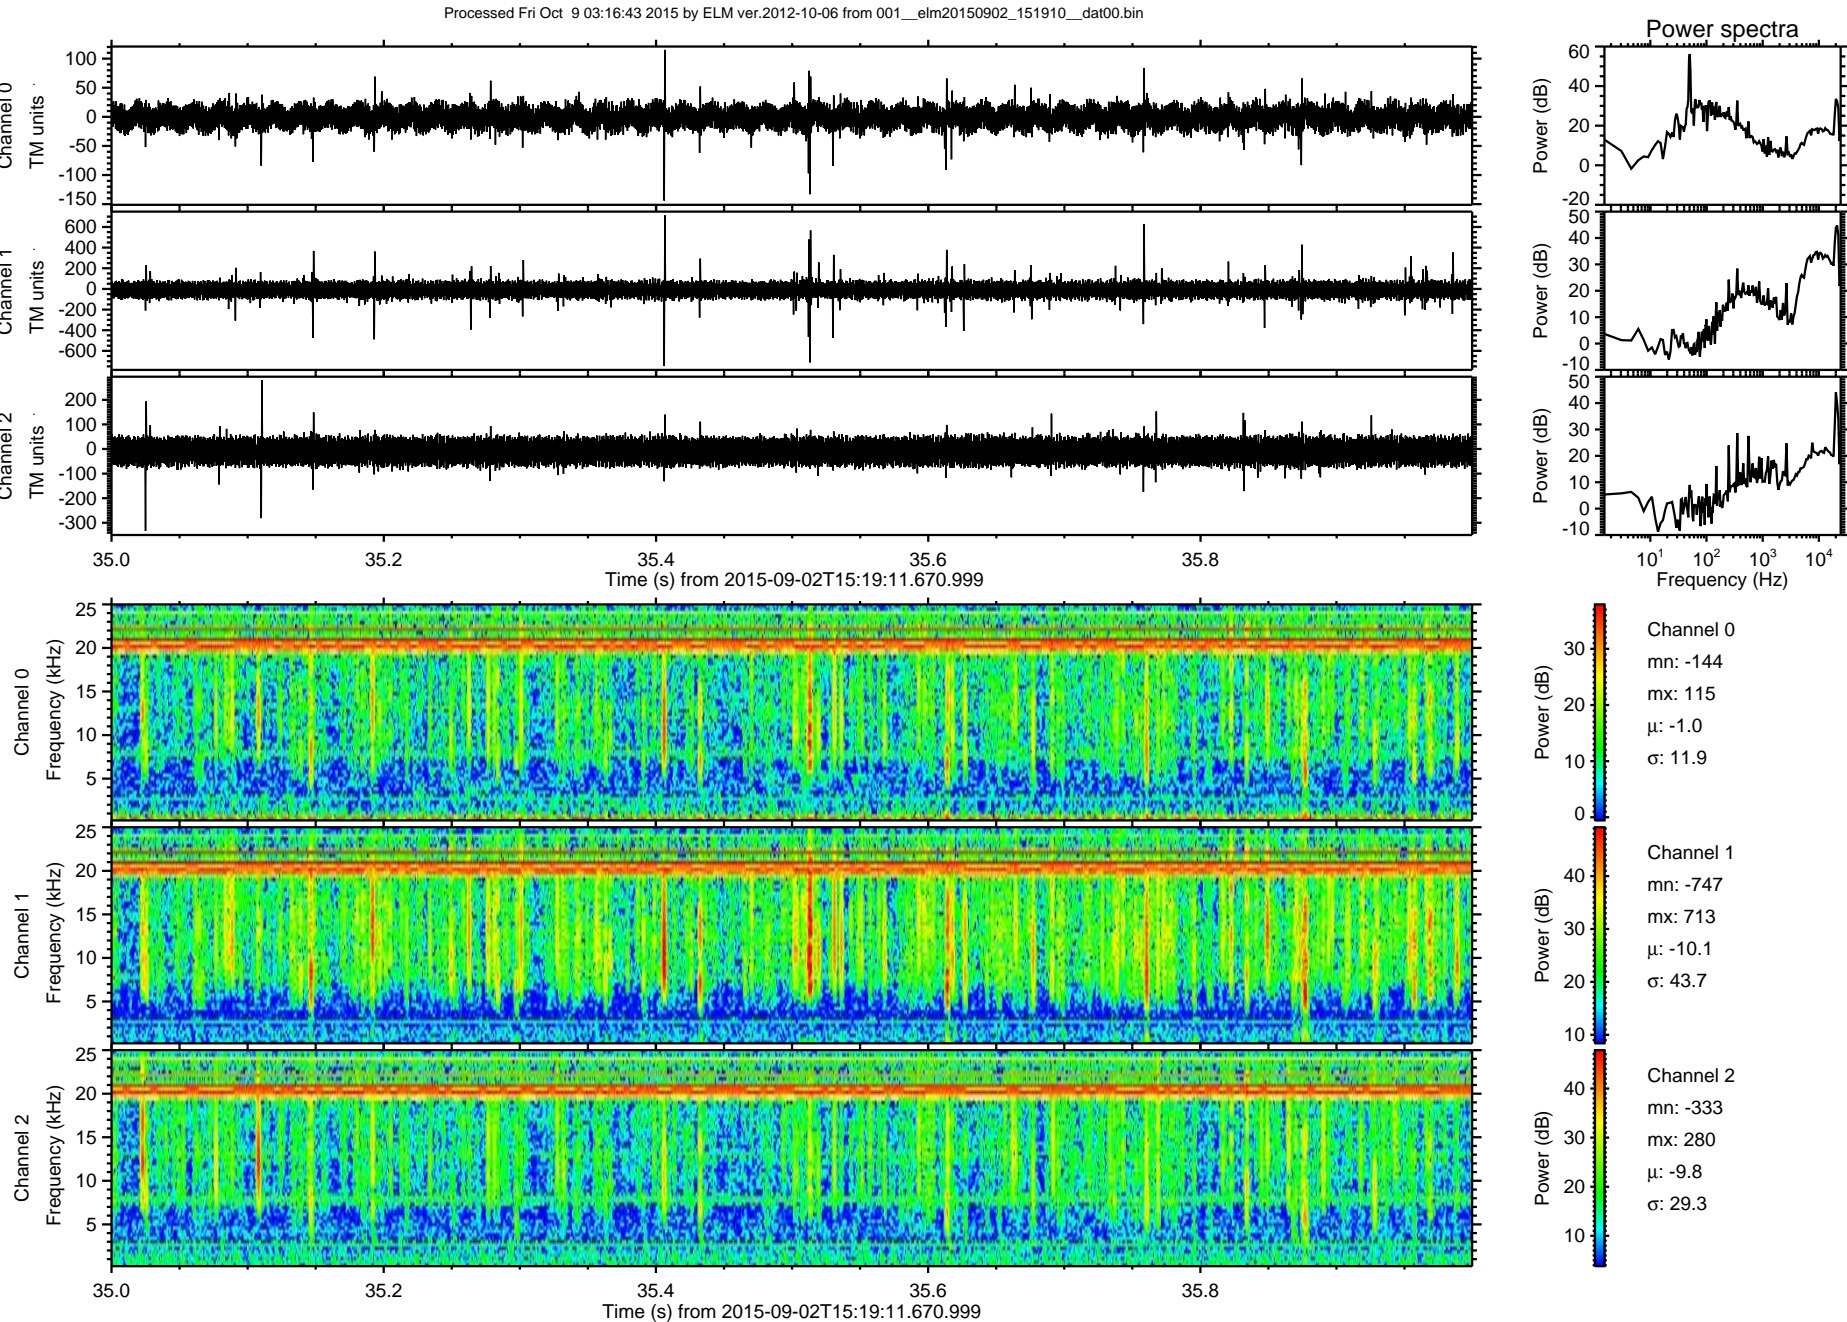 Processed Fri Oct  9 03:16:43 2015 by ELM ver.2012-10-06 from 001__elm20150902_151910__dat00.bin
Power spectra
Channel 0
TM units
100
50
0
-50
-100
-150
Power (dB)
60
40
20
0
-20
Channel 1
TM units
600
400
200
0
-200
-400
-600
Power (dB)
50
40
30
20
10
0
-10
Channel 2
TM units
200
100
0
-100
-200
-300
Power (dB)
50
40
30
20
10
0
-10
35.0 35.2 35.4 35.6 35.8
Time (s) from 2015-09-02T15:19:11.670.999
10¹ 10² 10³ 10⁴
Frequency (Hz)
Channel 0
Frequency (kHz)
25
20
15
10
5
Power (dB)
30
20
10
0
Channel 0
mn: -144
mx: 115
μ: -1.0
σ: 11.9
Channel 1
Frequency (kHz)
25
20
15
10
5
Power (dB)
40
30
20
10
Channel 1
mn: -747
mx: 713
μ: -10.1
σ: 43.7
Channel 2
Frequency (kHz)
25
20
15
10
5
Power (dB)
40
30
20
10
Channel 2
mn: -333
mx: 280
μ: -9.8
σ: 29.3
35.0 35.2 35.4 35.6 35.8
Time (s) from 2015-09-02T15:19:11.670.999